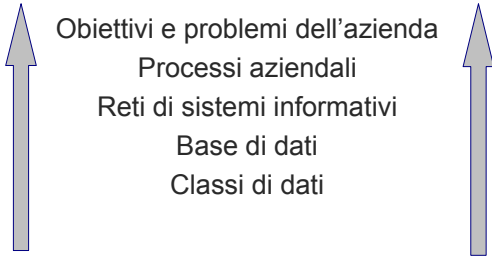 Obiettivi e problemi dell’azienda
Processi aziendali
Reti di sistemi informativi
Base di dati
Classi di dati